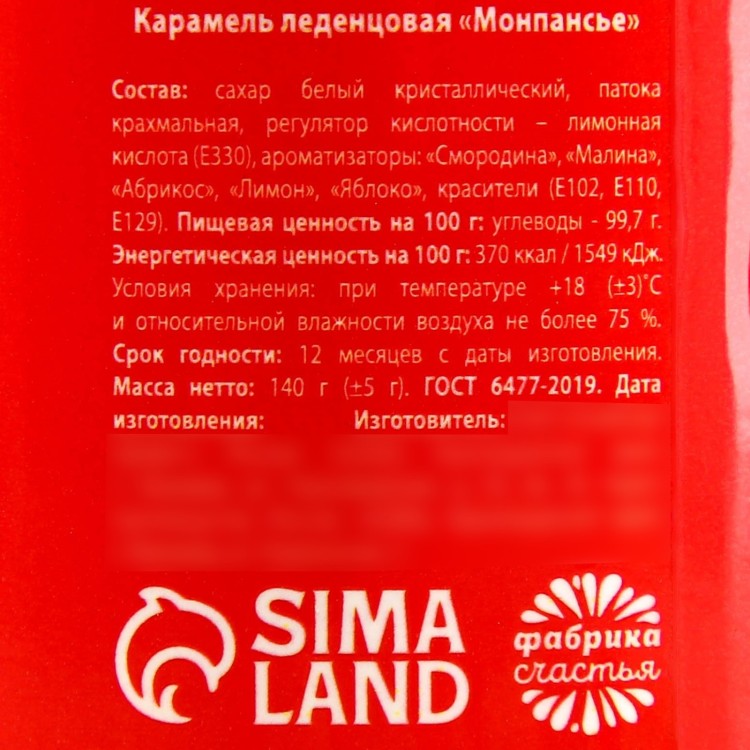 Карамель леденцовая «Монпансье»
Состав: сахар белый кристаллический, патока
крахмальная, регулятор кислотности – лимонная
кислота (Е330), ароматизаторы: «Смородина», «Малина»,
«Абрикос», «Лимон», «Яблоко», красители (Е102, Е110,
Е129). Пищевая ценность на 100 г: углеводы - 99,7 г.
Энергетическая ценность на 100 г: 370 ккал / 1549 кДж.
Условия хранения: при температуре +18 (±3)°С
и относительной влажности воздуха не более 75 %.
Срок годности: 12 месяцев с даты изготовления.
Масса нетто: 140 г (±5 г). ГОСТ 6477-2019. Дата
изготовления: Изготовитель:
SIMA
LAND
фабрика
счастья